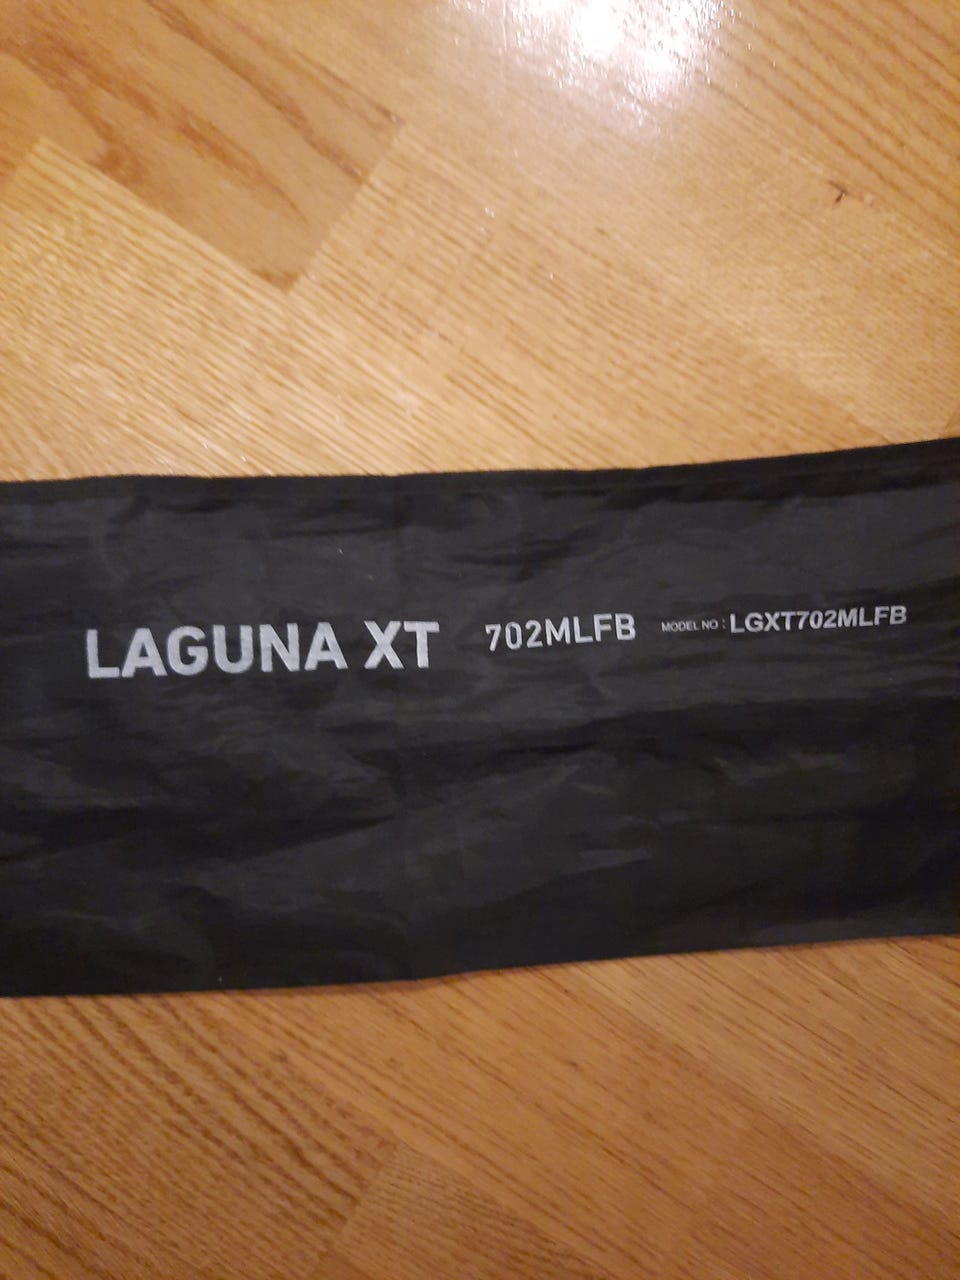 LAGUNA XT 702MLFB MODEL NO : LGXT702MLFB